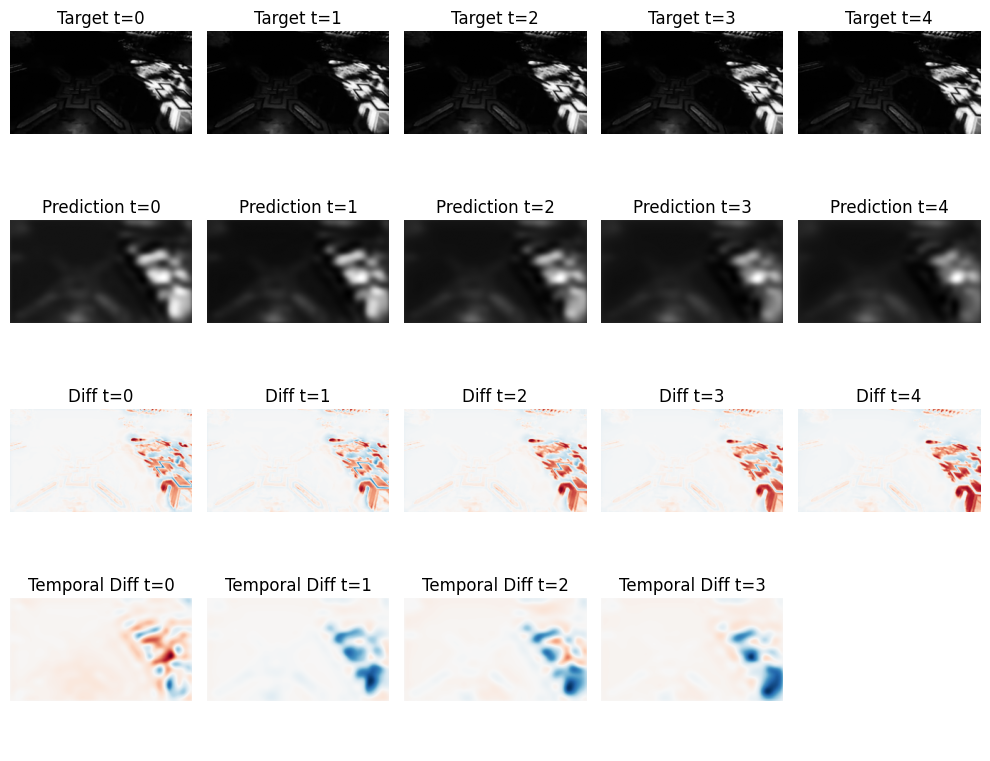 Target t=0
Target t=1
Target t=2
Target t=3
Target t=4
Prediction t=0
Prediction t=1
Prediction t=2
Prediction t=3
Prediction t=4
Diff t=0
Diff t=1
Diff t=2
Diff t=3
Diff t=4
Temporal Diff t=0
Temporal Diff t=1
Temporal Diff t=2
Temporal Diff t=3